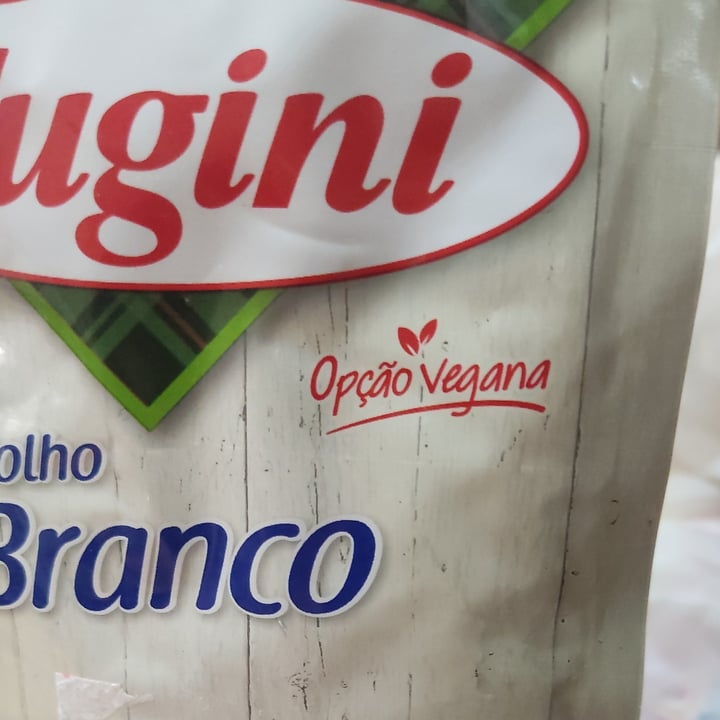 ugini
Opção Vegana
olho
Branco